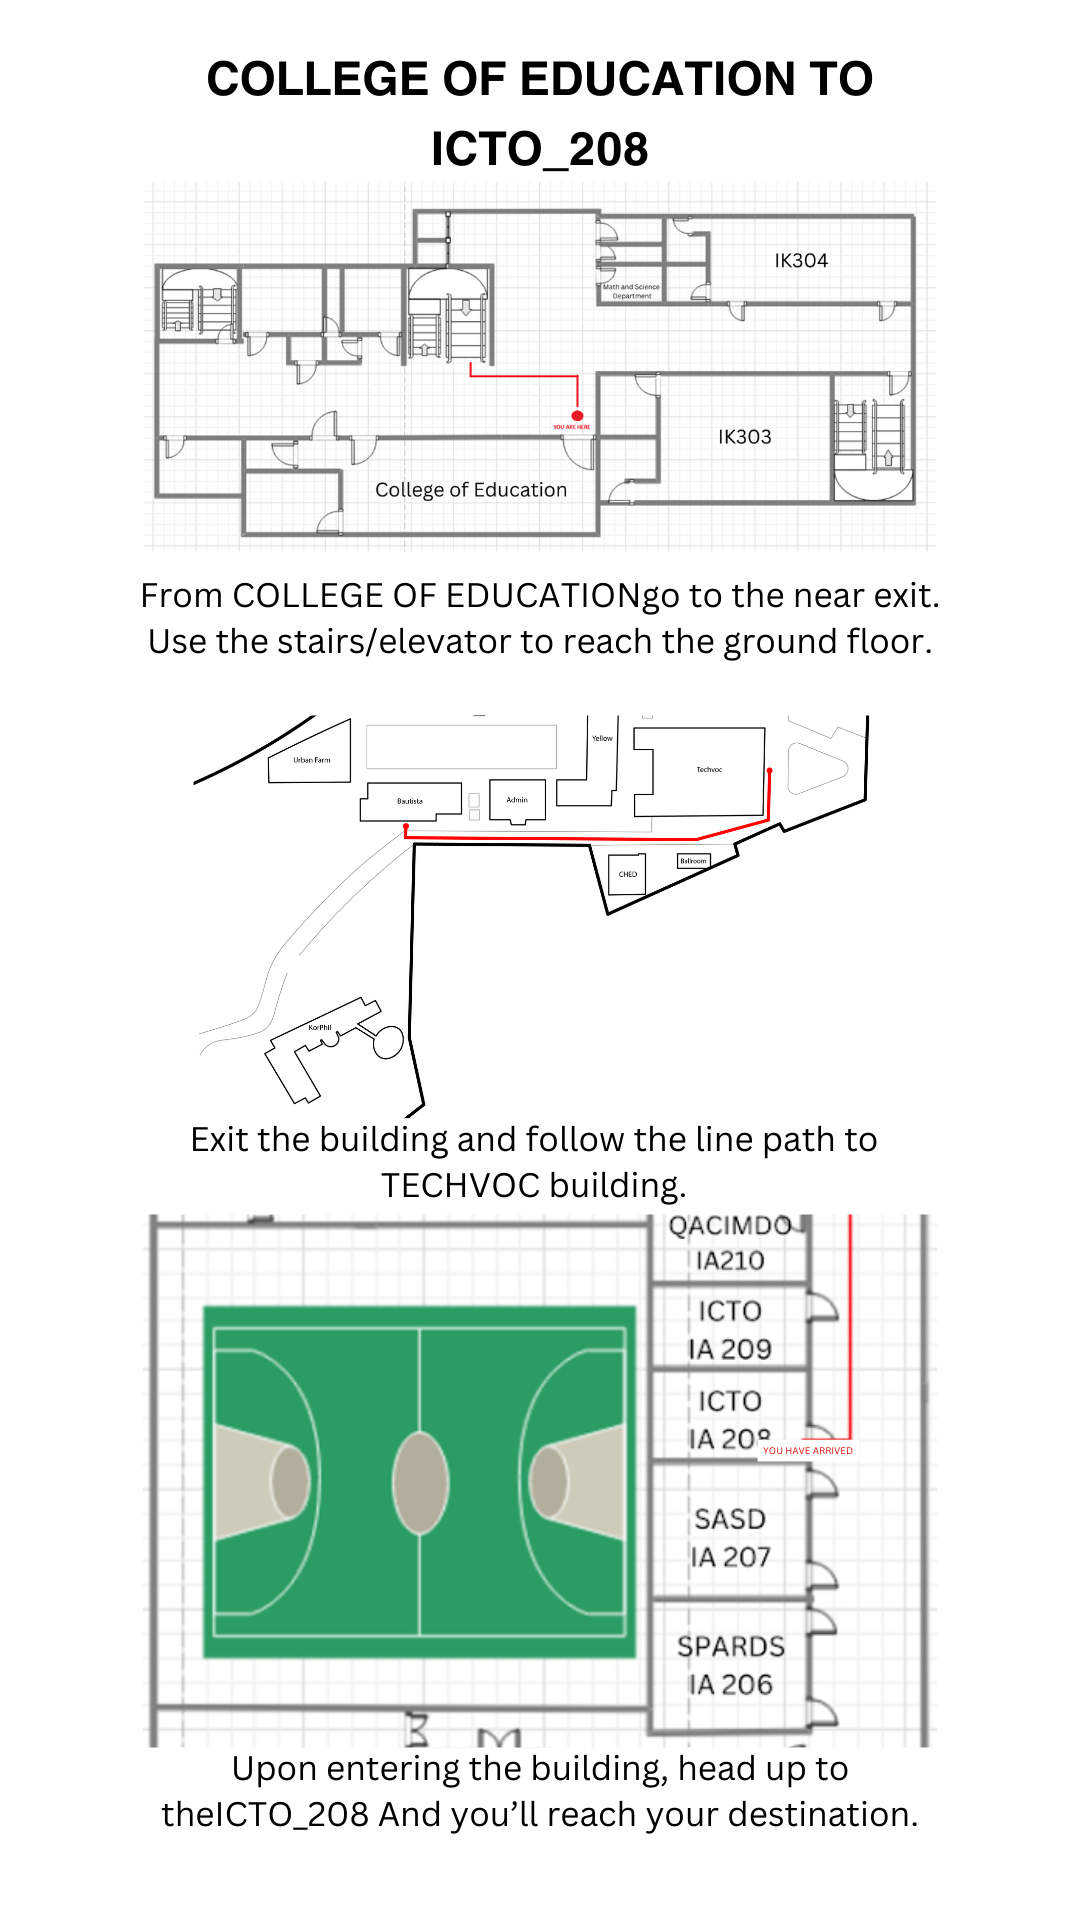 COLLEGE OF EDUCATION TO
ICTO_208
IK304
Math and Science
Department
YOU ARE HERE
IK303
College of Education
From COLLEGE OF EDUCATIONgo to the near exit.
Use the stairs/elevator to reach the ground floor.
Yellow
Urban Farm
Techvoc
Bautista
Admin
Ballroom
CHED
KorPhil
Exit the building and follow the line path to
TECHVOC building.
QACIMDO
IA210
ICTO
IA 209
ICTO
IA 208
YOU HAVE ARRIVED
SASD
IA 207
SPARDS
IA 206
Upon entering the building, head up to
theICTO_208 And you’ll reach your destination.